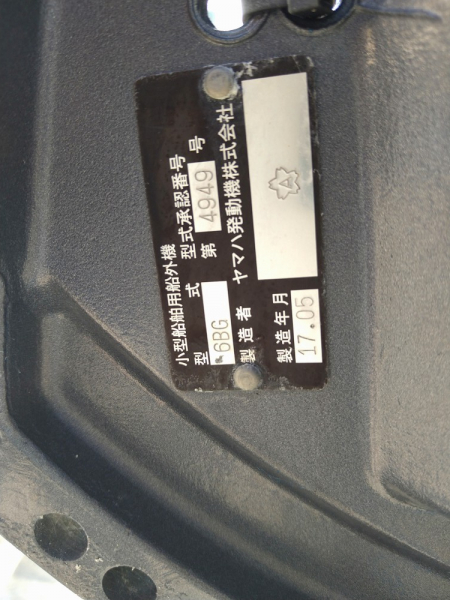 小型船舶用船外機
型式 6BG
型式承認番号 第 4949 号
製造者 ヤマハ発動機株式会社
製造年月 17.05